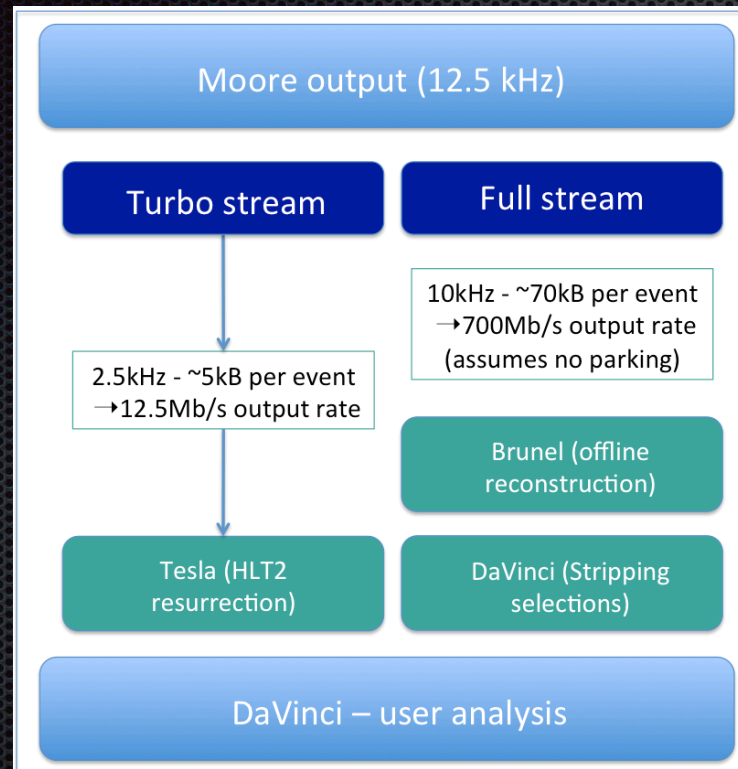 Moore output (12.5 kHz)
Turbo stream
Full stream
10kHz - ~70kB per event
→700Mb/s output rate
(assumes no parking)
2.5kHz - ~5kB per event
→12.5Mb/s output rate
Brunel (offline
reconstruction)
Tesla (HLT2
resurrection)
DaVinci (Stripping
selections)
DaVinci – user analysis